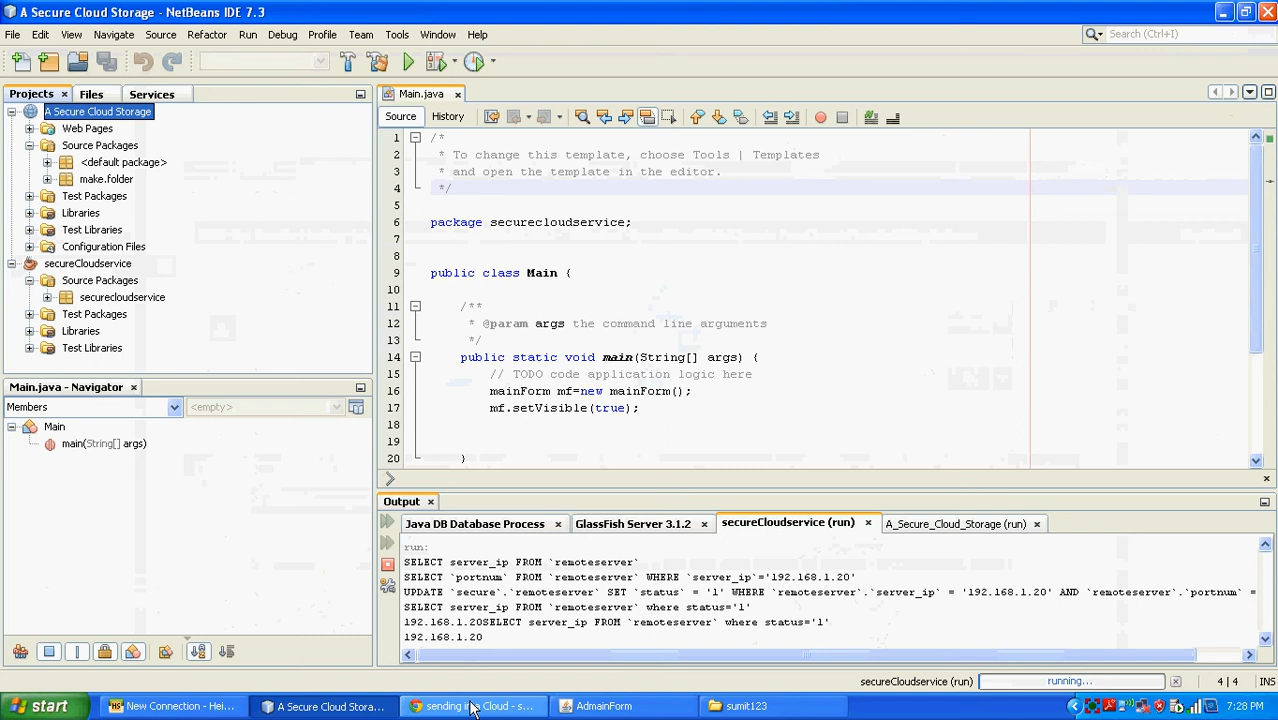 A Secure Cloud Storage - NetBeans IDE 7.3
File Edit View Navigate Source Refactor Run Debug Profile Team Tools Window Help
Search (Ctrl+I)
Projects Files Services
A Secure Cloud Storage
Web Pages
Source Packages
<default package>
make.folder
Test Packages
Libraries
Test Libraries
Configuration Files
secureCloudservice
Source Packages
securecloudservice
Test Packages
Libraries
Test Libraries
Main.java - Navigator
Members
<empty>
Main
main(String[] args)
Main.java
Source History
1 /*
2 * To change this template, choose Tools | Templates
3 * and open the template in the editor.
4 */
5
6 package securecloudservice;
7
8
9 public class Main {
10
11 /**
12 * @param args the command line arguments
13 */
14 public static void main(String[] args) {
15 // TODO code application logic here
16 mainForm mf=new mainForm();
17 mf.setVisible(true);
18
19
20 }
Output
Java DB Database Process GlassFish Server 3.1.2 secureCloudservice (run) A_Secure_Cloud_Storage (run)
run:
SELECT server_ip FROM `remoteserver`
SELECT `portnum` FROM `remoteserver` WHERE `server_ip`='192.168.1.20'
UPDATE `secure`.`remoteserver` SET `status` = '1' WHERE `remoteserver`.`server_ip` = '192.168.1.20' AND `remoteserver`.`portnum` =
SELECT server_ip FROM `remoteserver` where status='1'
192.168.1.20SELECT server_ip FROM `remoteserver` where status='1'
192.168.1.20
secureCloudservice (run) running... 4 | 4 INS
start New Connection - Hei... A Secure Cloud Stora... sending in a Cloud - s... AdmainForm sumit123 7:28 PM